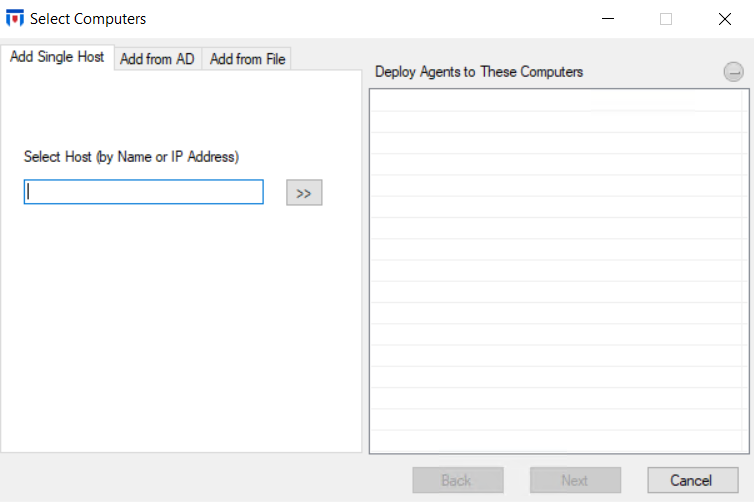 Select Computers
Add Single Host
Add from AD
Add from File
Deploy Agents to These Computers
Select Host (by Name or IP Address)
>>
Back
Next
Cancel